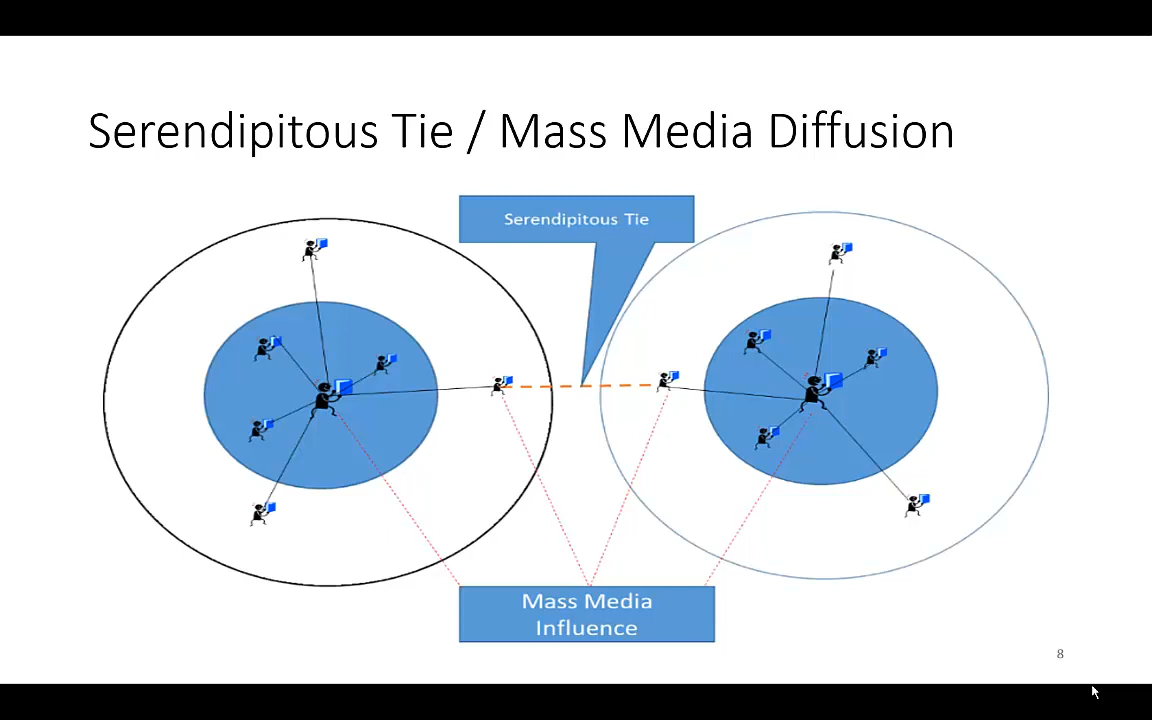 Serendipitous Tie / Mass Media Diffusion
Serendipitous Tie
Mass Media
Influence
8